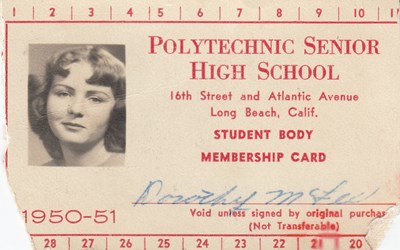 1 2 3 4 5 6 7 8 9 10 1
POLYTECHNIC SENIOR
HIGH SCHOOL
16th Street and Atlantic Avenue
Long Beach, Calif.
STUDENT BODY
MEMBERSHIP CARD
Dorothy McGee
1950-51
Void unless signed by original purchas
(Not Transferable)
28 27 26 25 24 23 22 21 20